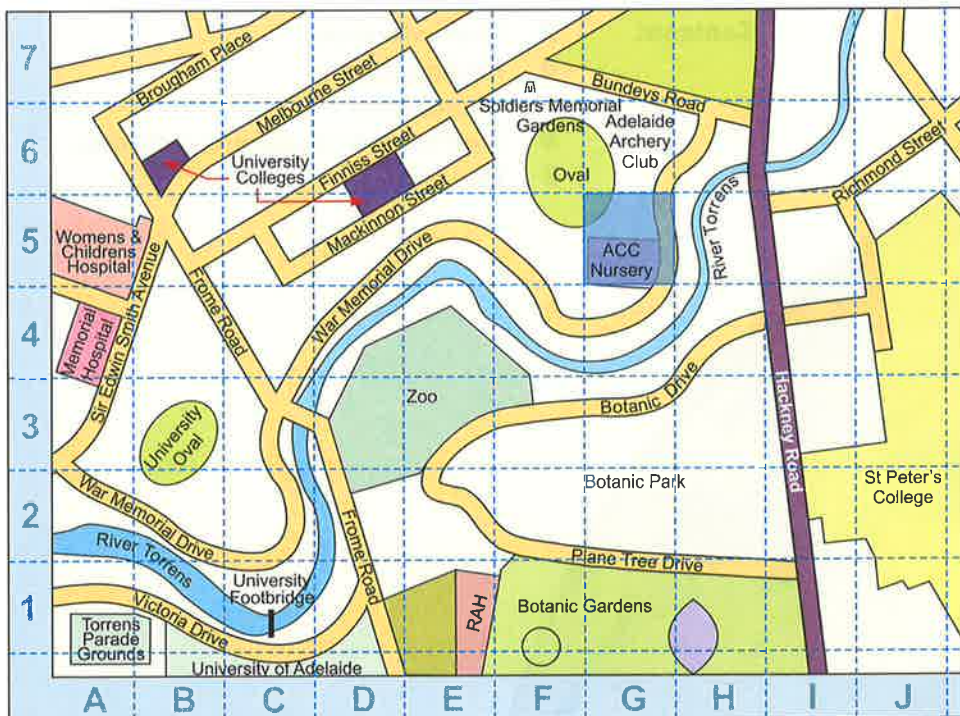 7
6
5
4
3
2
1
A
B
C
D
E
F
G
H
I
J
Brougham Place
Melbourne Street
Finniss Street
Mackinnon Street
University
Colleges
Bundeys Road
Soldiers Memorial
Gardens
Adelaide
Archery
Club
Oval
Richmond Street
River Torrens
ACC
Nursery
Womens &
Childrens
Hospital
Memorial
Hospital
Sir Edwin Smith Avenue
Frome Road
War Memorial Drive
Zoo
Botanic Drive
Hackney Road
University
Oval
Botanic Park
St Peter's
College
War Memorial Drive
River Torrens
Frome Road
Plane Tree Drive
University
Footbridge
Victoria Drive
Torrens
Parade
Grounds
University of Adelaide
RAH
Botanic Gardens